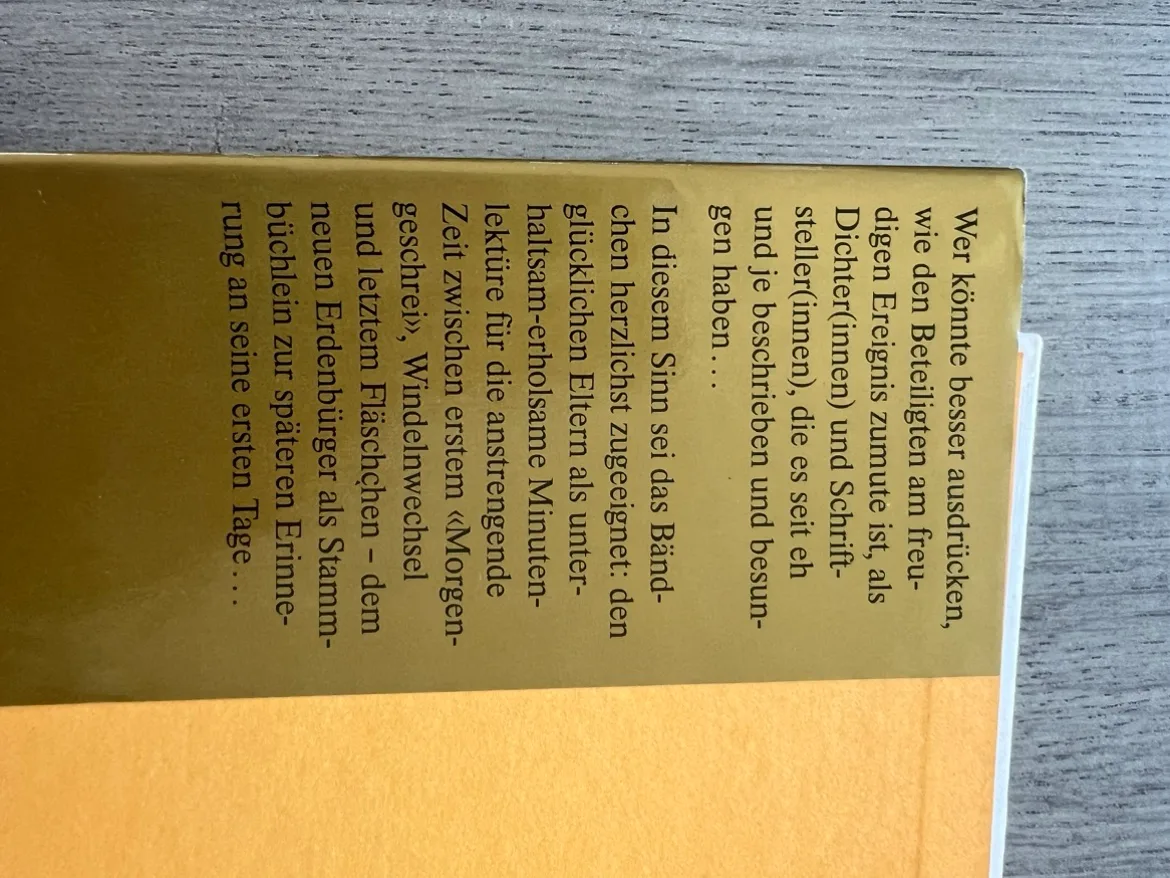 Wer könnte besser ausdrücken,
wie den Beteiligten am freu-
digen Ereignis zumute ist, als
Dichter(innen) und Schrift-
steller(innen), die es seit eh
und je beschrieben und besun-
gen haben...
In diesem Sinn sei das Bänd-
chen herzlichst zugeeignet: den
glücklichen Eltern als unter-
haltsam-erholsame Minuten-
lektüre für die anstrengende
Zeit zwischen erstem «Morgen-
geschrei», Windelnwechsel
und letztem Fläschchen – dem
neuen Erdenbürger als Stamm-
büchlein zur späteren Erinne-
rung an seine ersten Tage...